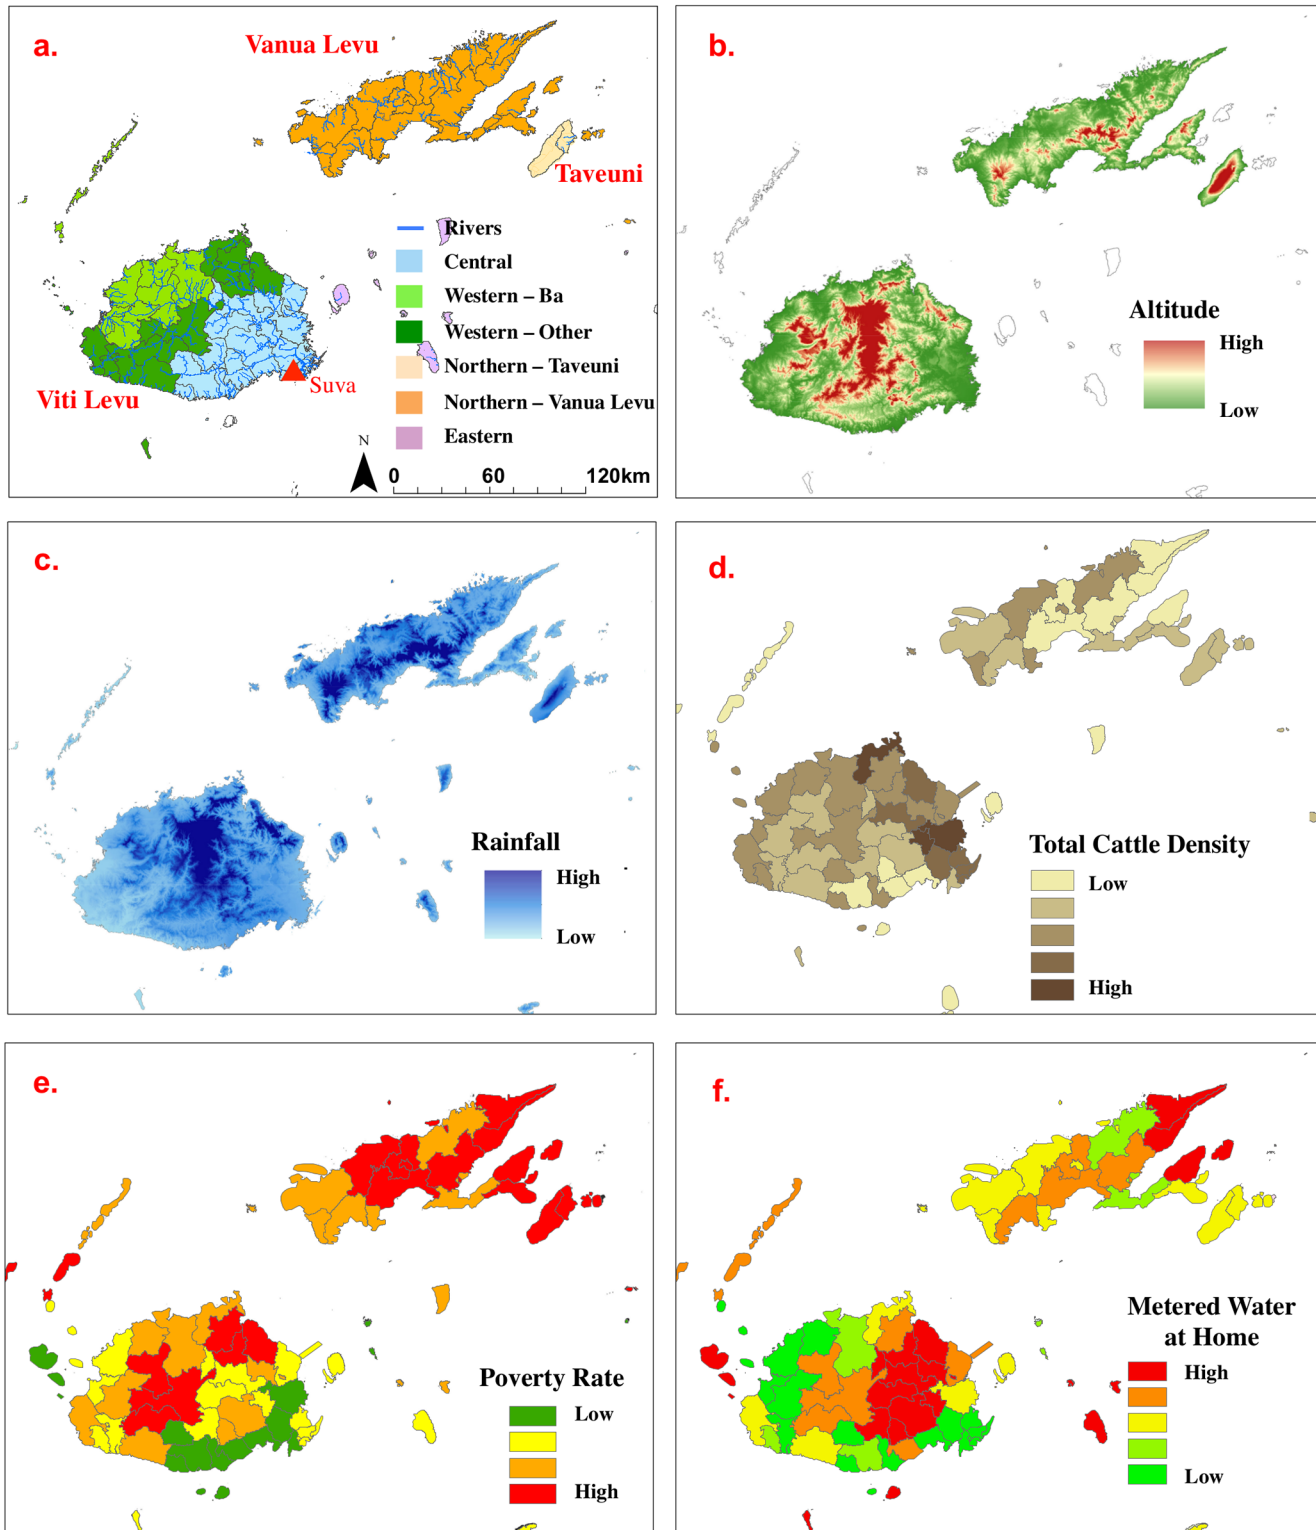 a.
Vanua Levu
Taveuni
Rivers
Central
Western – Ba
Western – Other
Northern – Taveuni
Northern – Vanua Levu
Eastern
Viti Levu
Suva
N
0 60 120km
b.
Altitude
High
Low
c.
Rainfall
High
Low
d.
Total Cattle Density
Low
High
e.
Poverty Rate
Low
High
f.
Metered Water
at Home
High
Low